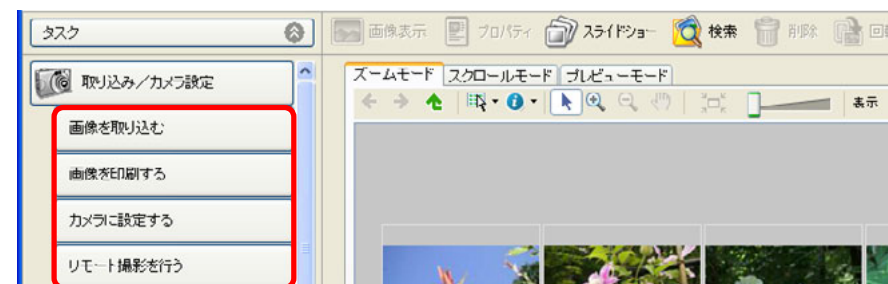 タスク
画像表示 プロパティ スライドショー 検索 削除
取り込み／カメラ設定
ズームモード スクロールモード プレビューモード
表示
画像を取り込む
画像を印刷する
カメラに設定する
リモート撮影を行う